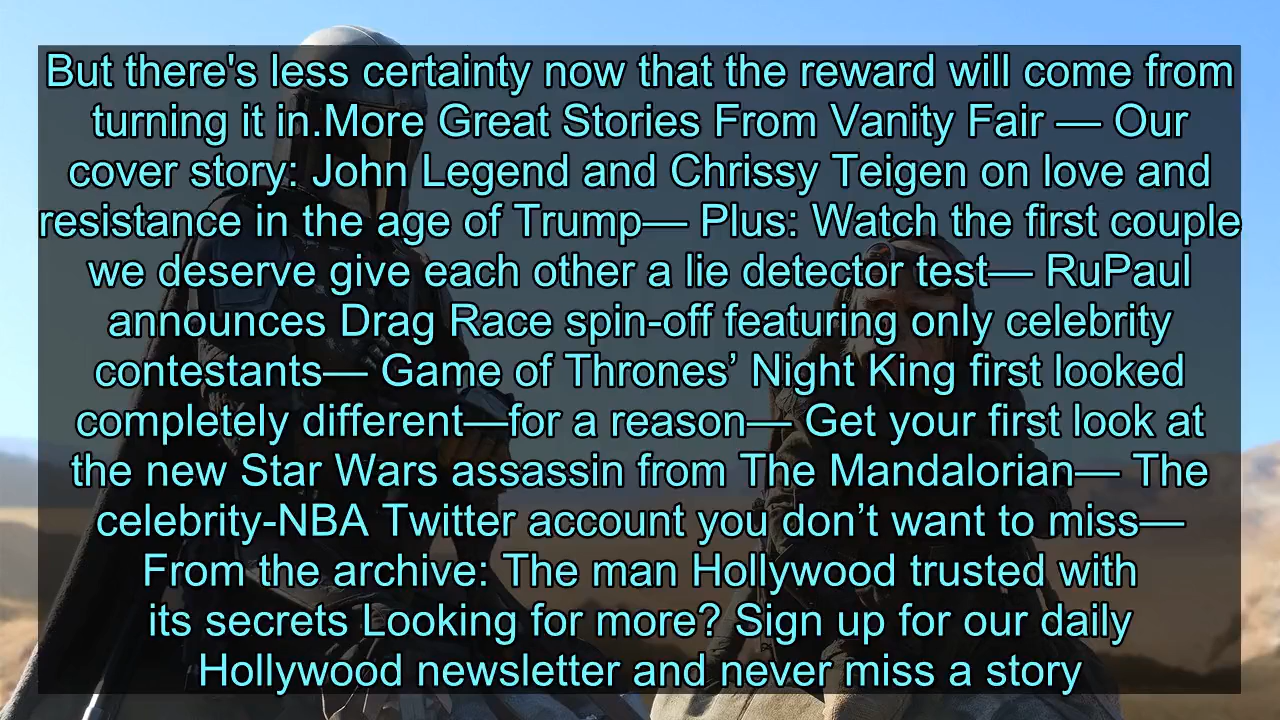 But there's less certainty now that the reward will come from
turning it in.More Great Stories From Vanity Fair — Our
cover story: John Legend and Chrissy Teigen on love and
resistance in the age of Trump— Plus: Watch the first couple
we deserve give each other a lie detector test— RuPaul
announces Drag Race spin-off featuring only celebrity
contestants— Game of Thrones’ Night King first looked
completely different—for a reason— Get your first look at
the new Star Wars assassin from The Mandalorian— The
celebrity-NBA Twitter account you don’t want to miss—
From the archive: The man Hollywood trusted with
its secrets Looking for more? Sign up for our daily
Hollywood newsletter and never miss a story